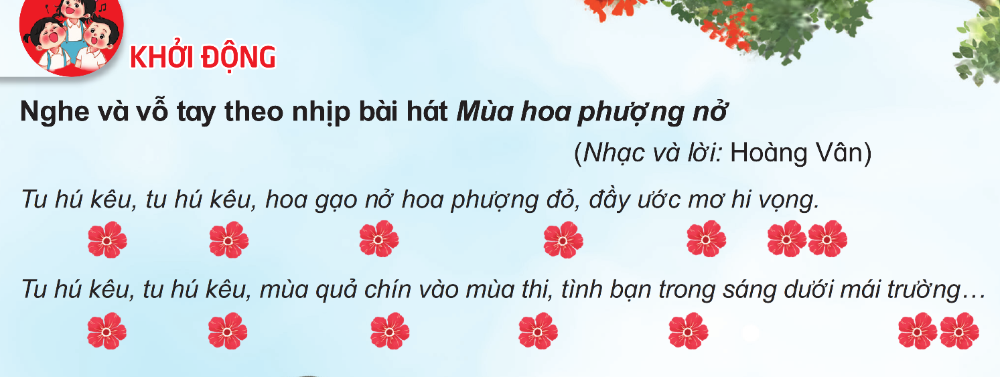 KHỞI ĐỘNG
Nghe và vỗ tay theo nhịp bài hát Mùa hoa phượng nở
(Nhạc và lời: Hoàng Vân)
Tu hú kêu, tu hú kêu, hoa gạo nở hoa phượng đỏ, đầy ước mơ hi vọng.
Tu hú kêu, tu hú kêu, mùa quả chín vào mùa thi, tình bạn trong sáng dưới mái trường...